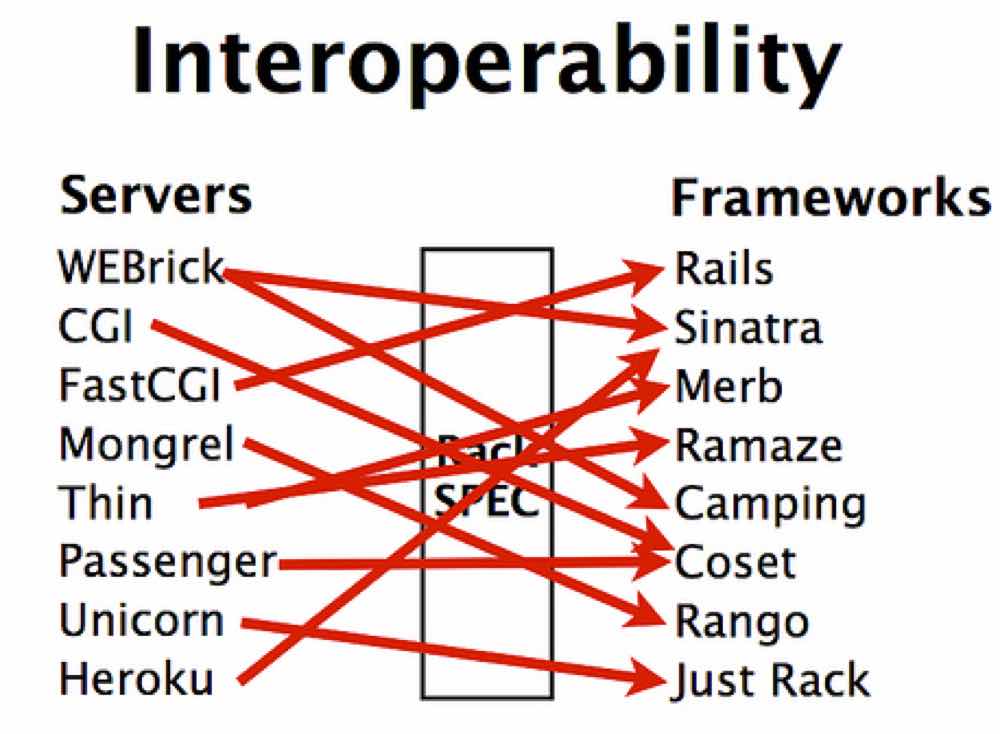 Interoperability
Servers
WEBrick
CGI
FastCGI
Mongrel
Thin
Passenger
Unicorn
Heroku
Rack
SPEC
Frameworks
Rails
Sinatra
Merb
Ramaze
Camping
Coset
Rango
Just Rack